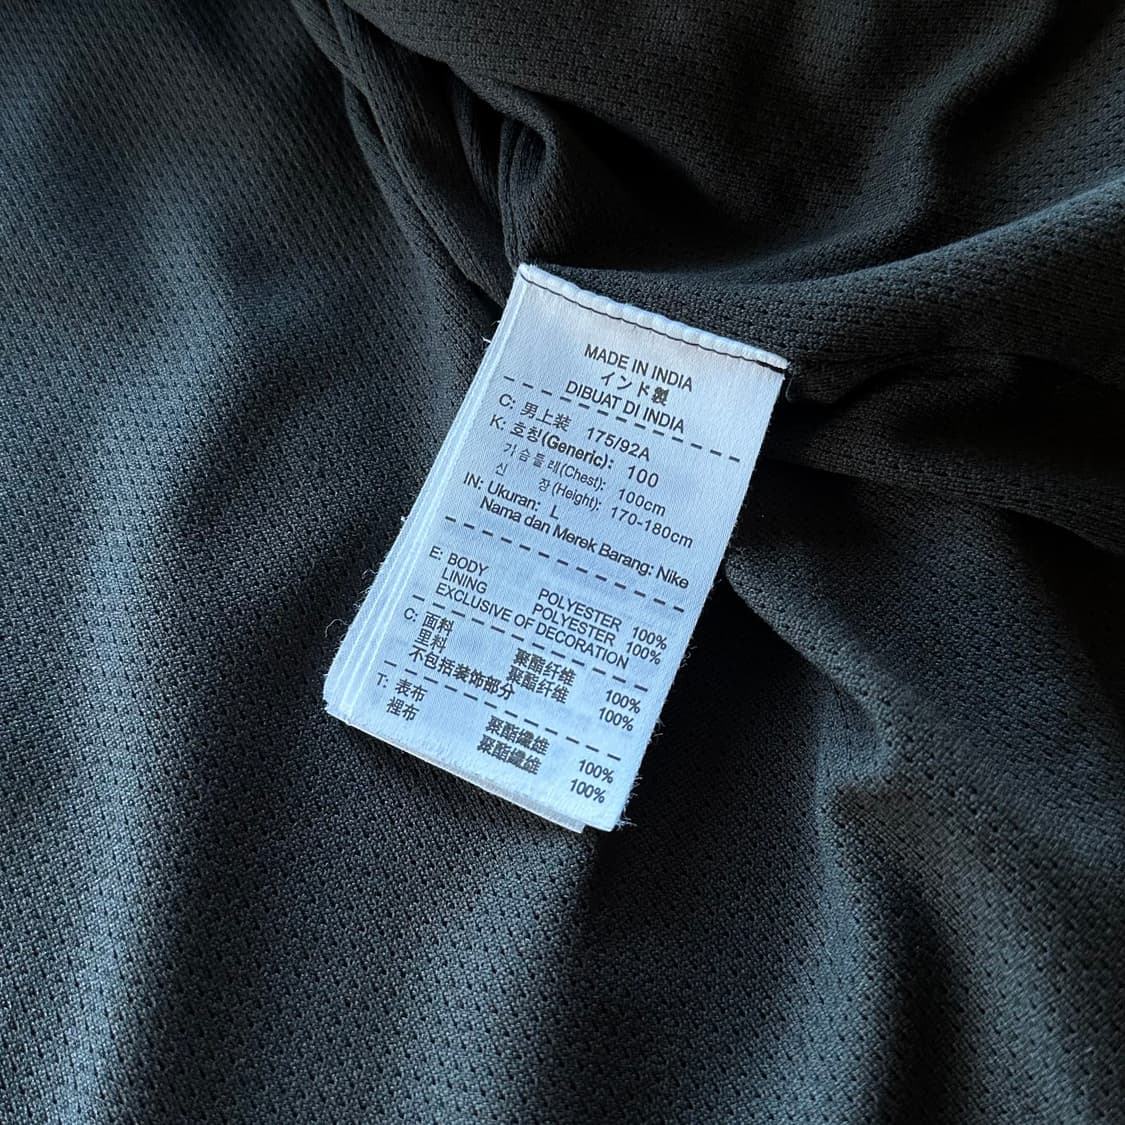 MADE IN INDIA
インド製
DIBUAT DI INDIA
C: 男上装 175/92A
K: 호칭(Generic): 100
가슴둘레(Chest): 100cm
신 장(Height): 170-180cm
IN: Ukuran: L
Nama dan Merek Barang: Nike
E: BODY POLYESTER 100%
LINING POLYESTER 100%
EXCLUSIVE OF DECORATION
C: 面料 聚酯纤维 100%
里料 聚酯纤维 100%
不包括装饰部分
T: 表布 聚酯纖維 100%
裡布 聚酯纖維 100%